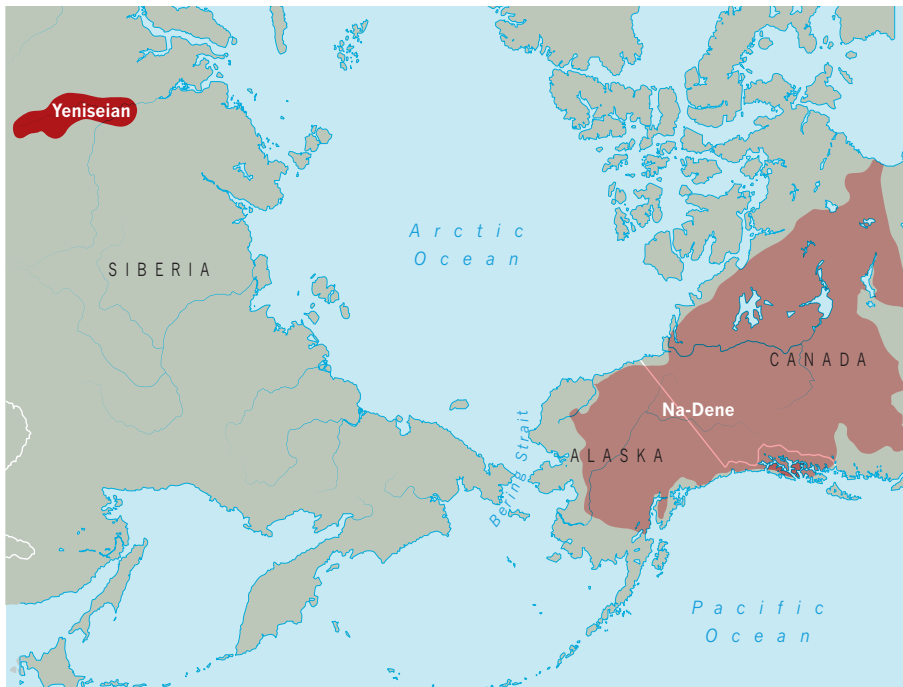 Yeniseian
Arctic
Ocean
SIBERIA
CANADA
Na-Dene
ALASKA
Bering Strait
Pacific
Ocean